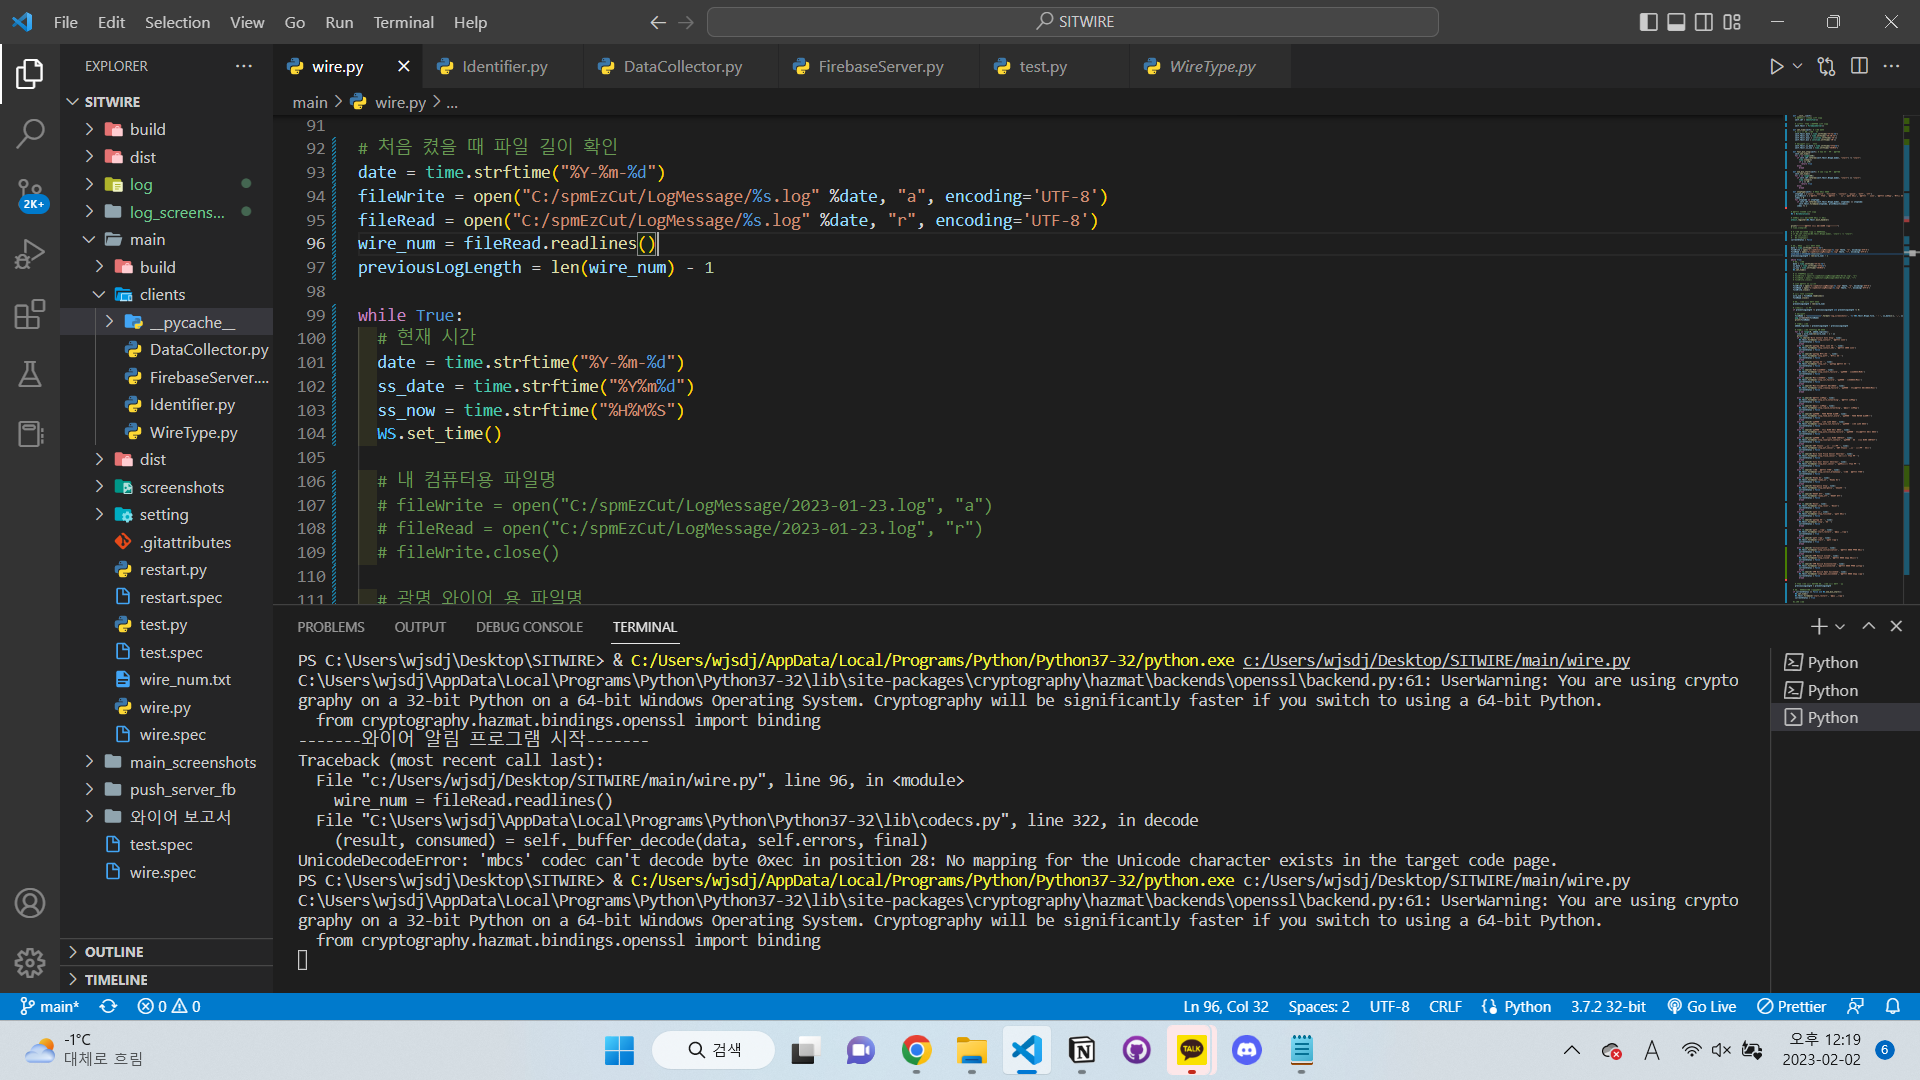 File Edit Selection View Go Run Terminal Help
SITWIRE
EXPLORER
SITWIRE
build
dist
log
log_screens...
main
build
clients
__pycache__
DataCollector.py
FirebaseServer....
Identifier.py
WireType.py
dist
screenshots
setting
.gitattributes
restart.py
restart.spec
test.py
test.spec
wire_num.txt
wire.py
wire.spec
main_screenshots
push_server_fb
와이어 보고서
test.spec
wire.spec
OUTLINE
TIMELINE
2K+
wire.py Identifier.py DataCollector.py FirebaseServer.py test.py WireType.py
main > wire.py > ...
91
92 # 처음 켰을 때 파일 길이 확인
93 date = time.strftime("%Y-%m-%d")
94 fileWrite = open("C:/spmEzCut/LogMessage/%s.log" %date, "a", encoding='UTF-8')
95 fileRead = open("C:/spmEzCut/LogMessage/%s.log" %date, "r", encoding='UTF-8')
96 wire_num = fileRead.readlines()
97 previousLogLength = len(wire_num) - 1
98
99 while True:
100 # 현재 시간
101 date = time.strftime("%Y-%m-%d")
102 ss_date = time.strftime("%Y%m%d")
103 ss_now = time.strftime("%H%M%S")
104 WS.set_time()
105
106 # 내 컴퓨터용 파일명
107 # fileWrite = open("C:/spmEzCut/LogMessage/2023-01-23.log", "a")
108 # fileRead = open("C:/spmEzCut/LogMessage/2023-01-23.log", "r")
109 # fileWrite.close()
110
111 # 광명 와이어 용 파일명
PROBLEMS OUTPUT DEBUG CONSOLE TERMINAL
PS C:\Users\wjsdj\Desktop\SITWIRE> & C:/Users/wjsdj/AppData/Local/Programs/Python/Python37-32/python.exe c:/Users/wjsdj/Desktop/SITWIRE/main/wire.py
C:\Users\wjsdj\AppData\Local\Programs\Python\Python37-32\lib\site-packages\cryptography\hazmat\backends\openssl\backend.py:61: UserWarning: You are using crypto
graphy on a 32-bit Python on a 64-bit Windows Operating System. Cryptography will be significantly faster if you switch to using a 64-bit Python.
from cryptography.hazmat.bindings.openssl import binding
-------와이어 알림 프로그램 시작-------
Traceback (most recent call last):
File "c:/Users/wjsdj/Desktop/SITWIRE/main/wire.py", line 96, in <module>
wire_num = fileRead.readlines()
File "C:\Users\wjsdj\AppData\Local\Programs\Python\Python37-32\lib\codecs.py", line 322, in decode
(result, consumed) = self._buffer_decode(data, self.errors, final)
UnicodeDecodeError: 'mbcs' codec can't decode byte 0xec in position 28: No mapping for the Unicode character exists in the target code page.
PS C:\Users\wjsdj\Desktop\SITWIRE> & C:/Users/wjsdj/AppData/Local/Programs/Python/Python37-32/python.exe c:/Users/wjsdj/Desktop/SITWIRE/main/wire.py
C:\Users\wjsdj\AppData\Local\Programs\Python\Python37-32\lib\site-packages\cryptography\hazmat\backends\openssl\backend.py:61: UserWarning: You are using crypto
graphy on a 32-bit Python on a 64-bit Windows Operating System. Cryptography will be significantly faster if you switch to using a 64-bit Python.
from cryptography.hazmat.bindings.openssl import binding
Python
Python
Python
main* 0 0 Ln 96, Col 32 Spaces: 2 UTF-8 CRLF Python 3.7.2 32-bit Go Live Prettier
-1°C
대체로 흐림
검색
TALK
A
오후 12:19
2023-02-02
6